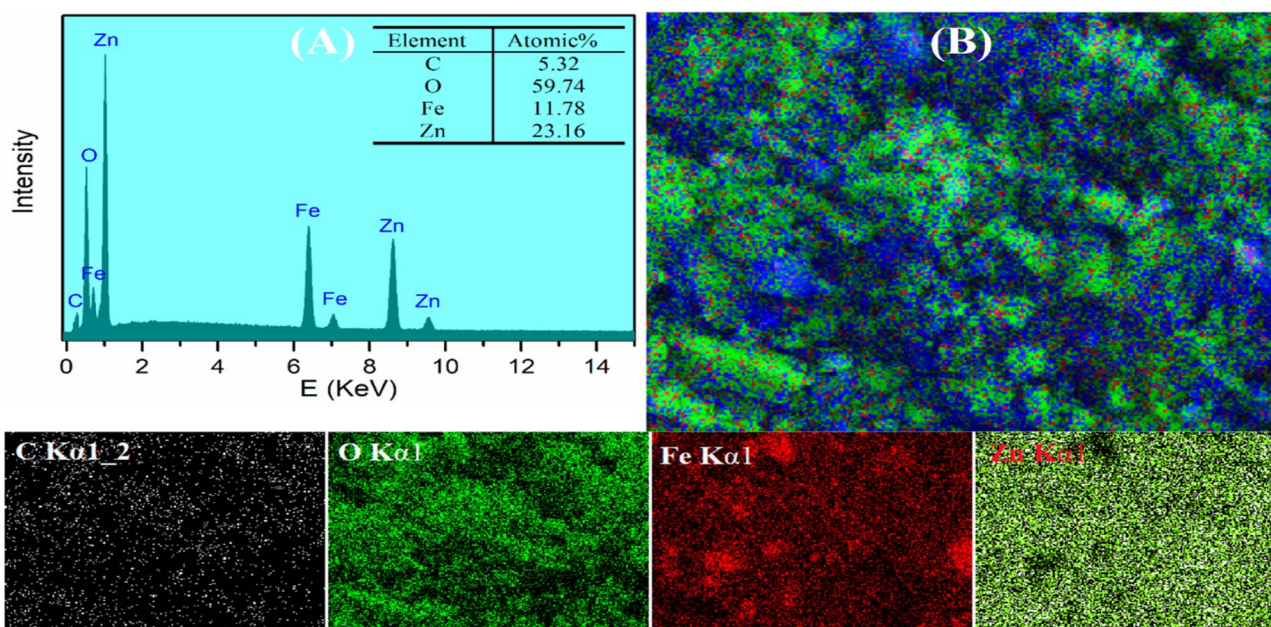 (A)
Element Atomic%
C 5.32
O 59.74
Fe 11.78
Zn 23.16
Zn
O
Fe
C
Fe
Fe
Zn
Zn
Intensity
0 2 4 6 8 10 12 14
E (KeV)
(B)
C Kα1_2
O Kα1
Fe Kα1
Zn Kα1